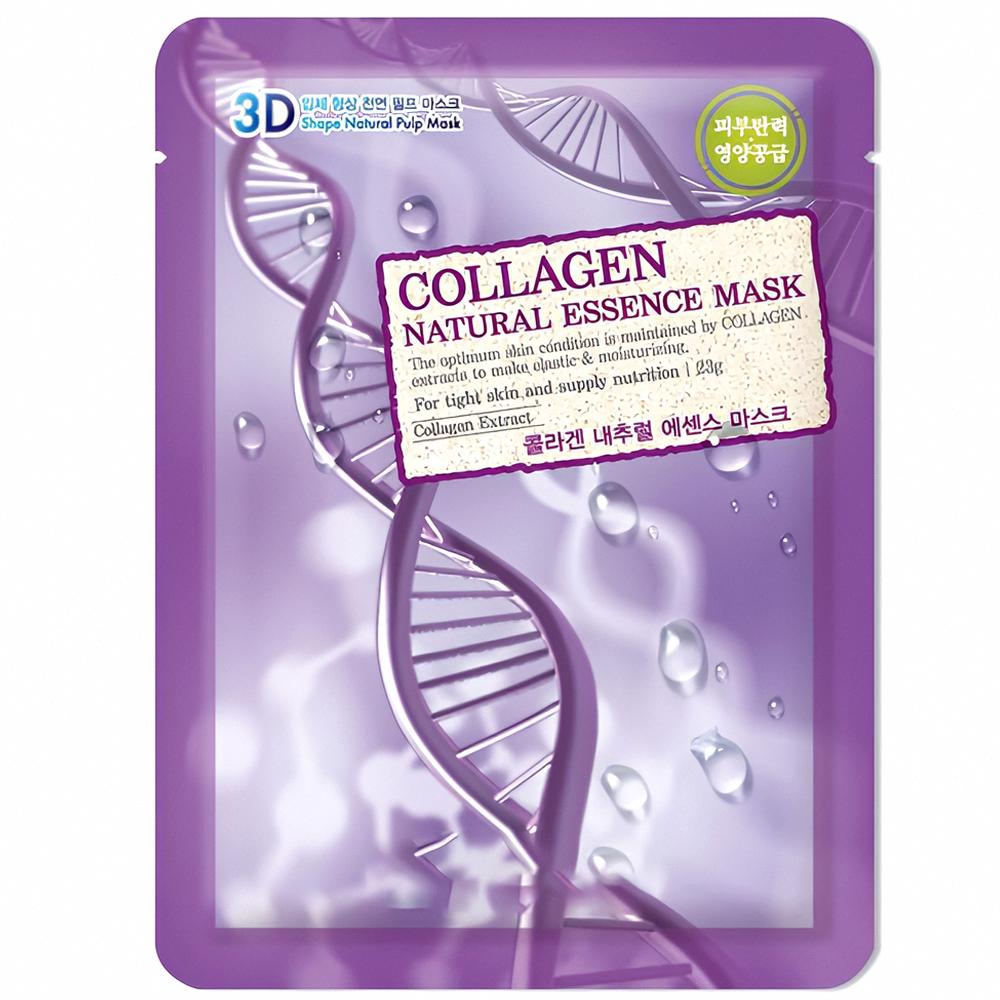 3D 입체 형상 천연 펄프 마스크
Shape Natural Pulp Mask
피부탄력
영양공급
COLLAGEN
NATURAL ESSENCE MASK
The optimum skin condition is maintained by COLLAGEN
extracts to make elastic & moisturizing.
For tight skin and supply nutrition | 23g
Collagen Extract
콜라겐 내추럴 에센스 마스크